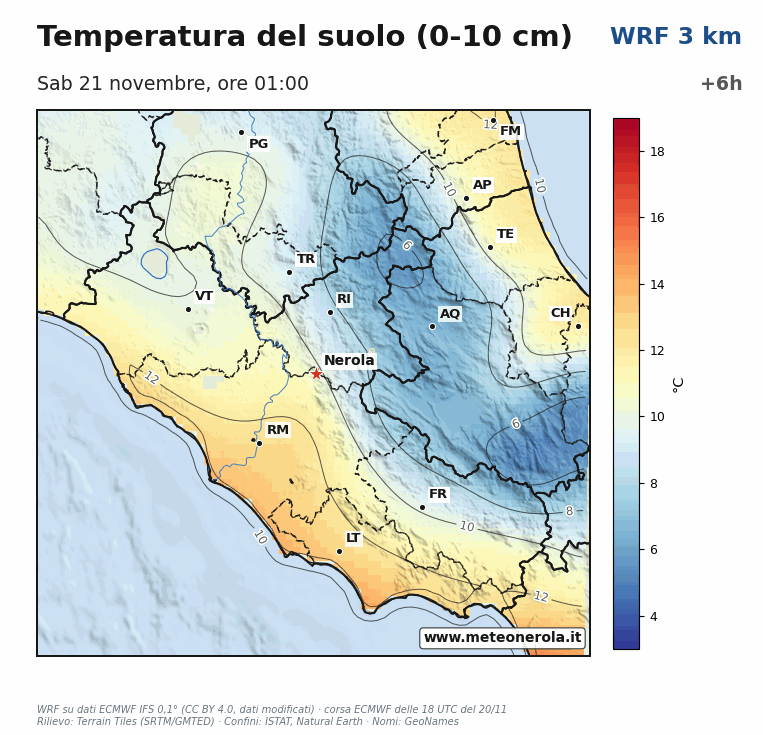 Temperatura del suolo (0-10 cm)
WRF 3 km
Sab 21 novembre, ore 01:00
+6h
12
FM
PG
10
AP
10
TE
6
TR
VT
RI
AQ
CH
Nerola
12
6
RM
FR
8
10
10
LT
12
www.meteonerola.it
18
16
14
12
10
8
6
4
°C
WRF su dati ECMWF IFS 0,1° (CC BY 4.0, dati modificati) · corsa ECMWF delle 18 UTC del 20/11
Rilievo: Terrain Tiles (SRTM/GMTED) · Confini: ISTAT, Natural Earth · Nomi: GeoNames